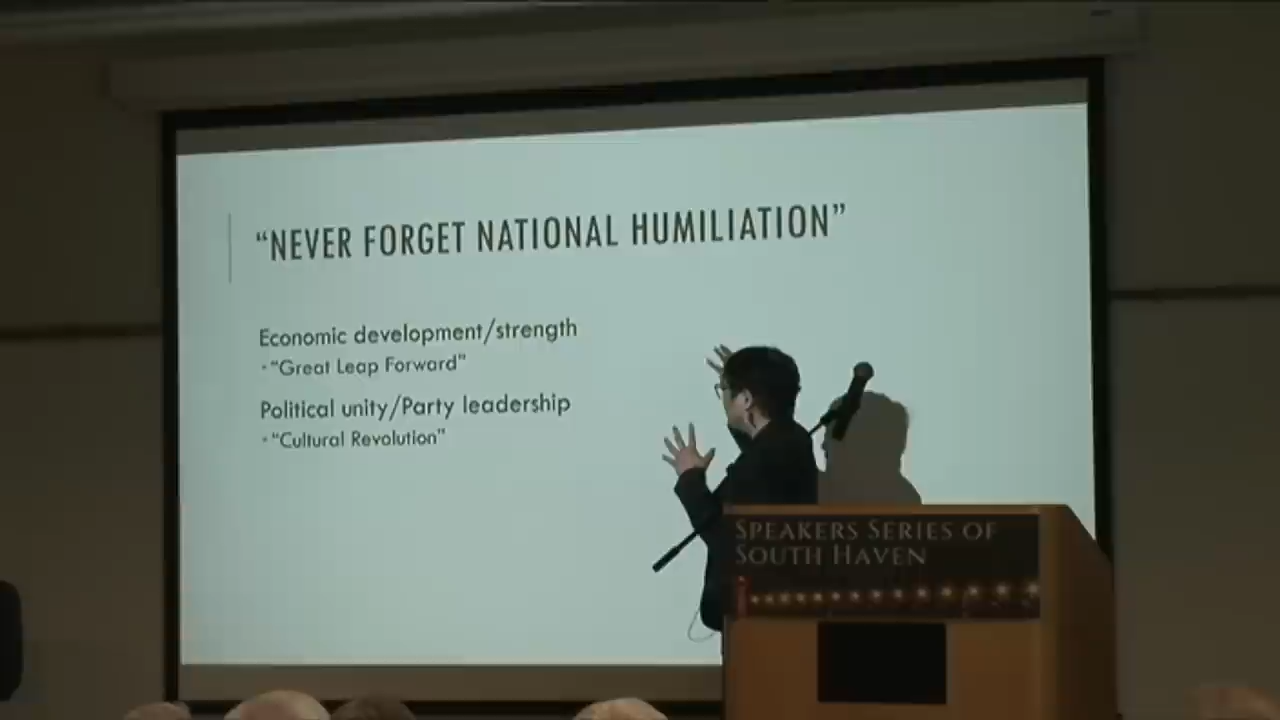 “NEVER FORGET NATIONAL HUMILIATION”
Economic development/strength
· “Great Leap Forward”
Political unity/Party leadership
· “Cultural Revolution”
SPEAKERS SERIES OF
SOUTH HAVEN